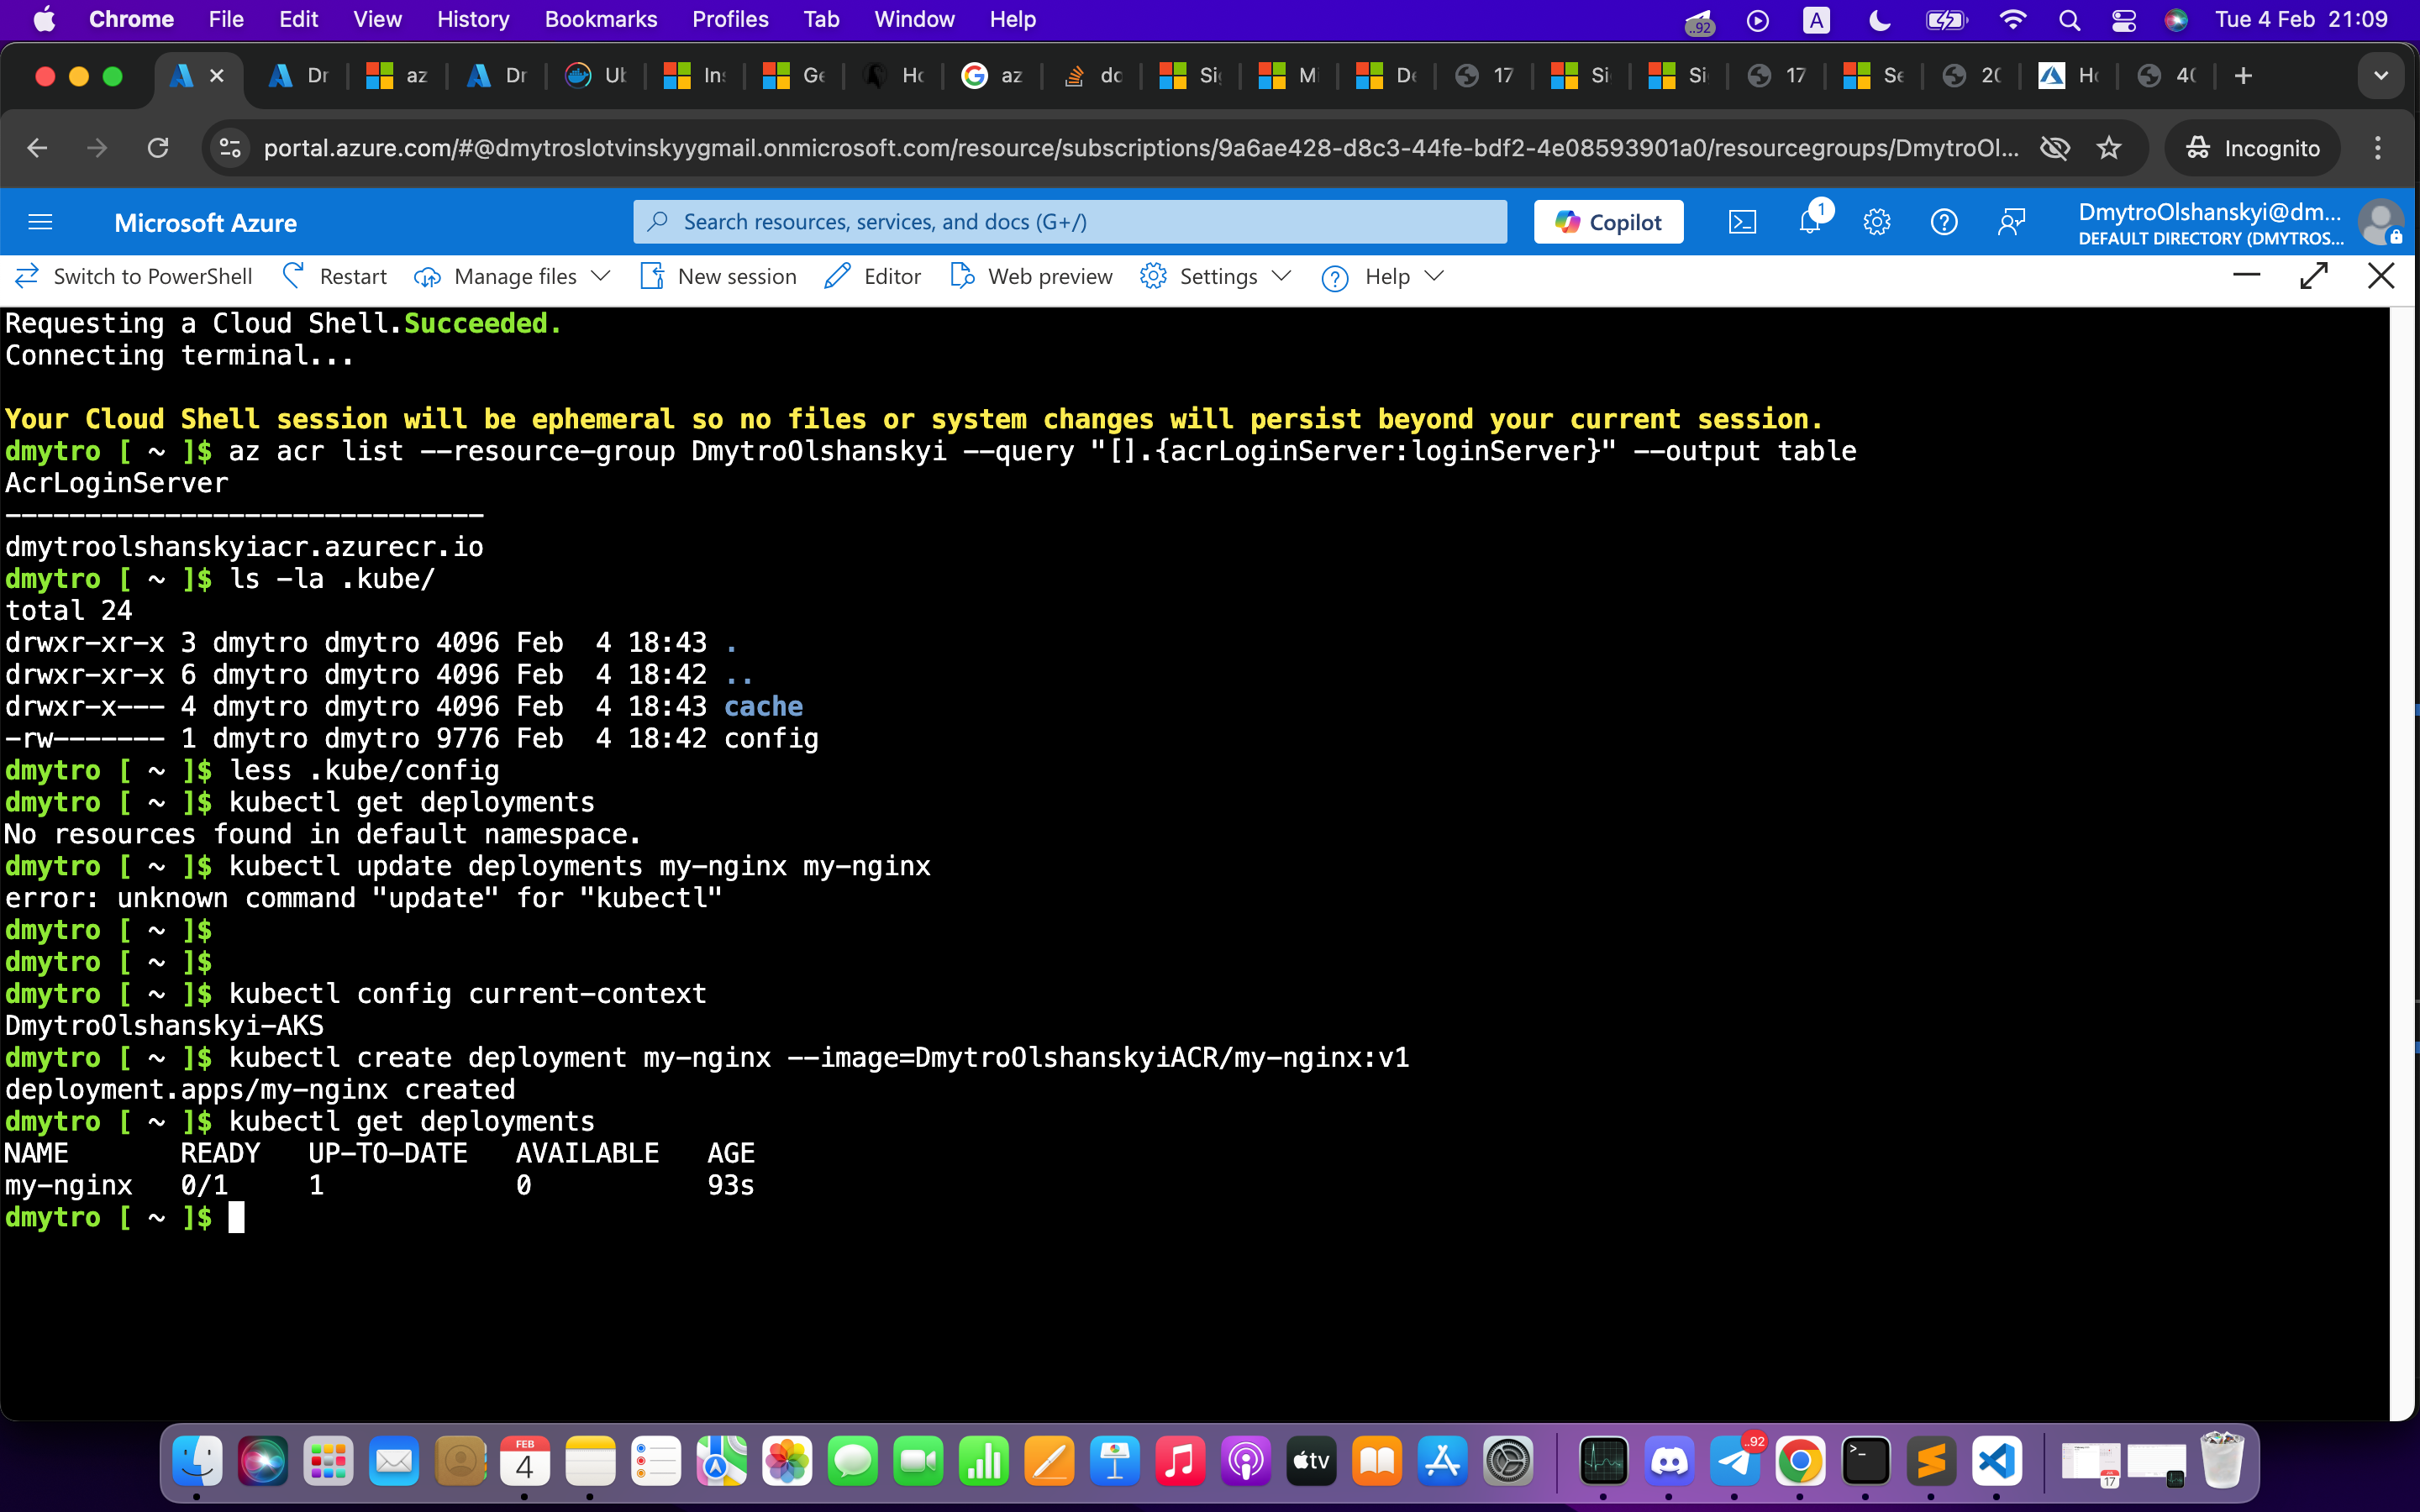 Chrome File Edit View History Bookmarks Profiles Tab Window Help ..92 A Tue 4 Feb 21:09
Dr az Dr Ub Ins Ge Ho az do Sig Mi De 17 Si Si 17 Se 20 Ho 40
portal.azure.com/#@dmytroslotvinskyygmail.onmicrosoft.com/resource/subscriptions/9a6ae428-d8c3-44fe-bdf2-4e08593901a0/resourcegroups/DmytroOl... Incognito
Microsoft Azure Search resources, services, and docs (G+/) Copilot 1 DmytroOlshanskyi@dm...
DEFAULT DIRECTORY (DMYTROS...
Switch to PowerShell Restart Manage files New session Editor Web preview Settings Help
Requesting a Cloud Shell.Succeeded.
Connecting terminal...
Your Cloud Shell session will be ephemeral so no files or system changes will persist beyond your current session.
dmytro [ ~ ]$ az acr list --resource-group DmytroOlshanskyi --query "[].{acrLoginServer:loginServer}" --output table
AcrLoginServer
------------------------------
dmytroolshanskyiacr.azurecr.io
dmytro [ ~ ]$ ls -la .kube/
total 24
drwxr-xr-x 3 dmytro dmytro 4096 Feb  4 18:43 .
drwxr-xr-x 6 dmytro dmytro 4096 Feb  4 18:42 ..
drwxr-x--- 4 dmytro dmytro 4096 Feb  4 18:43 cache
-rw------- 1 dmytro dmytro 9776 Feb  4 18:42 config
dmytro [ ~ ]$ less .kube/config
dmytro [ ~ ]$ kubectl get deployments
No resources found in default namespace.
dmytro [ ~ ]$ kubectl update deployments my-nginx my-nginx
error: unknown command "update" for "kubectl"
dmytro [ ~ ]$
dmytro [ ~ ]$
dmytro [ ~ ]$ kubectl config current-context
DmytroOlshanskyi-AKS
dmytro [ ~ ]$ kubectl create deployment my-nginx --image=DmytroOlshanskyiACR/my-nginx:v1
deployment.apps/my-nginx created
dmytro [ ~ ]$ kubectl get deployments
NAME       READY   UP-TO-DATE   AVAILABLE   AGE
my-nginx   0/1     1            0           93s
dmytro [ ~ ]$
FEB 4 tv ..92 17